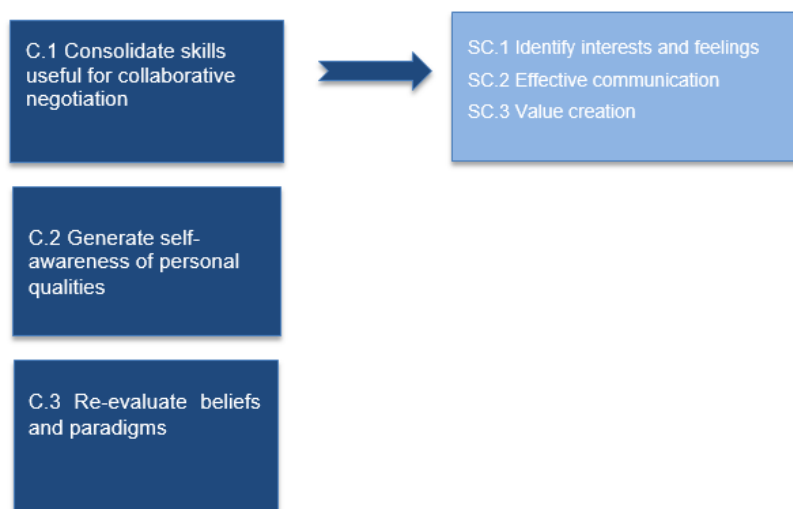 C.1 Consolidate skills
useful for collaborative
negotiation
SC.1 Identify interests and feelings
SC.2 Effective communication
SC.3 Value creation
C.2 Generate self-
awareness of personal
qualities
C.3 Re-evaluate beliefs
and paradigms